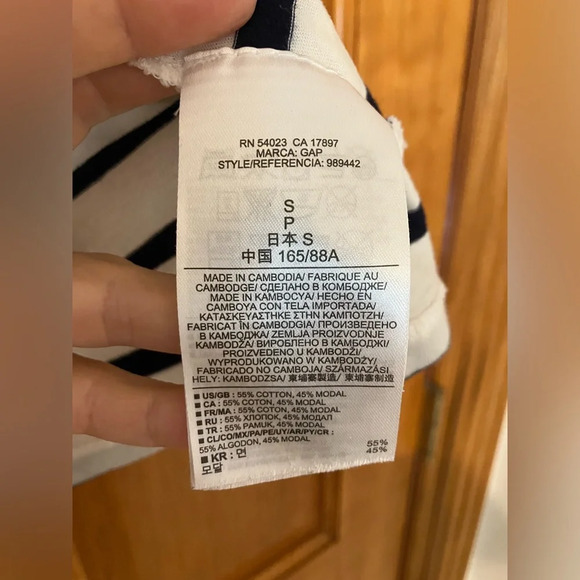 RN 54023 CA 17897
MARCA: GAP
STYLE/REFERENCIA: 989442
S
P
日本 S
中国 165/88A
MADE IN CAMBODIA/ FABRIQUE AU
CAMBODGE/ СДЕЛАНО В КОМБОДЖЕ/
MADE IN KAMBOCYA/ HECHO EN
CAMBOYA CON TELA IMPORTADA/
ΚΑΤΑΣΚΕΥΑΣΤΗΚΕ ΣΤΗΝ ΚΑΜΠΟΤΖΗ/
FABRICAT ÎN CAMBODGIA/ ПРОИЗВЕДЕНО
В КАМБОДЖА/ ZEMLJA PROIZVODNJE
KAMBODŽA/ ВИРОБЛЕНО В КАМБОДЖІ/
PROIZVEDENO U KAMBODŽI/
WYPRODUKOWANO W KAMBODŻY/
FABRICADO NO CAMBOJA/ SZÁRMAZÁSI
HELY: KAMBODZSA/ 柬埔寨製造/ 柬埔寨制造
■ US/GB : 55% COTTON, 45% MODAL
■ CA : 55% COTON, 45% MODAL
■ FR/MA : 55% COTON, 45% MODAL
■ RU : 55% ХЛОПОК, 45% МОДАЛ
■ TR : 55% PAMUK, 45% MODAL
■ CL/CO/MX/PA/PE/UY/AR/PY/CR :
55% ALGODON, 45% MODAL
■ KR : 면 55%
모달 45%